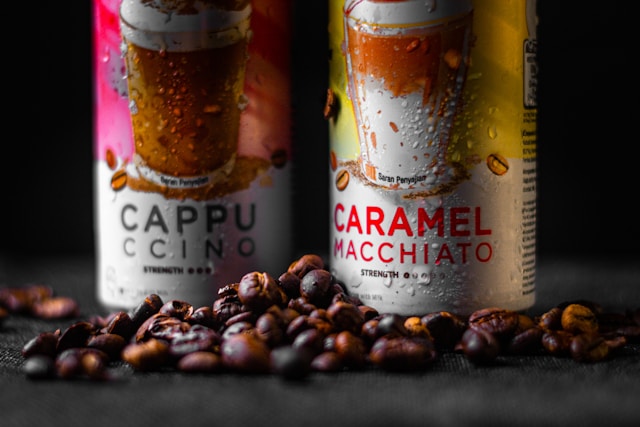 Saran Penyajian
CAPPU
CCINO
STRENGTH
Saran Penyajian
CARAMEL
MACCHIATO
STRENGTH